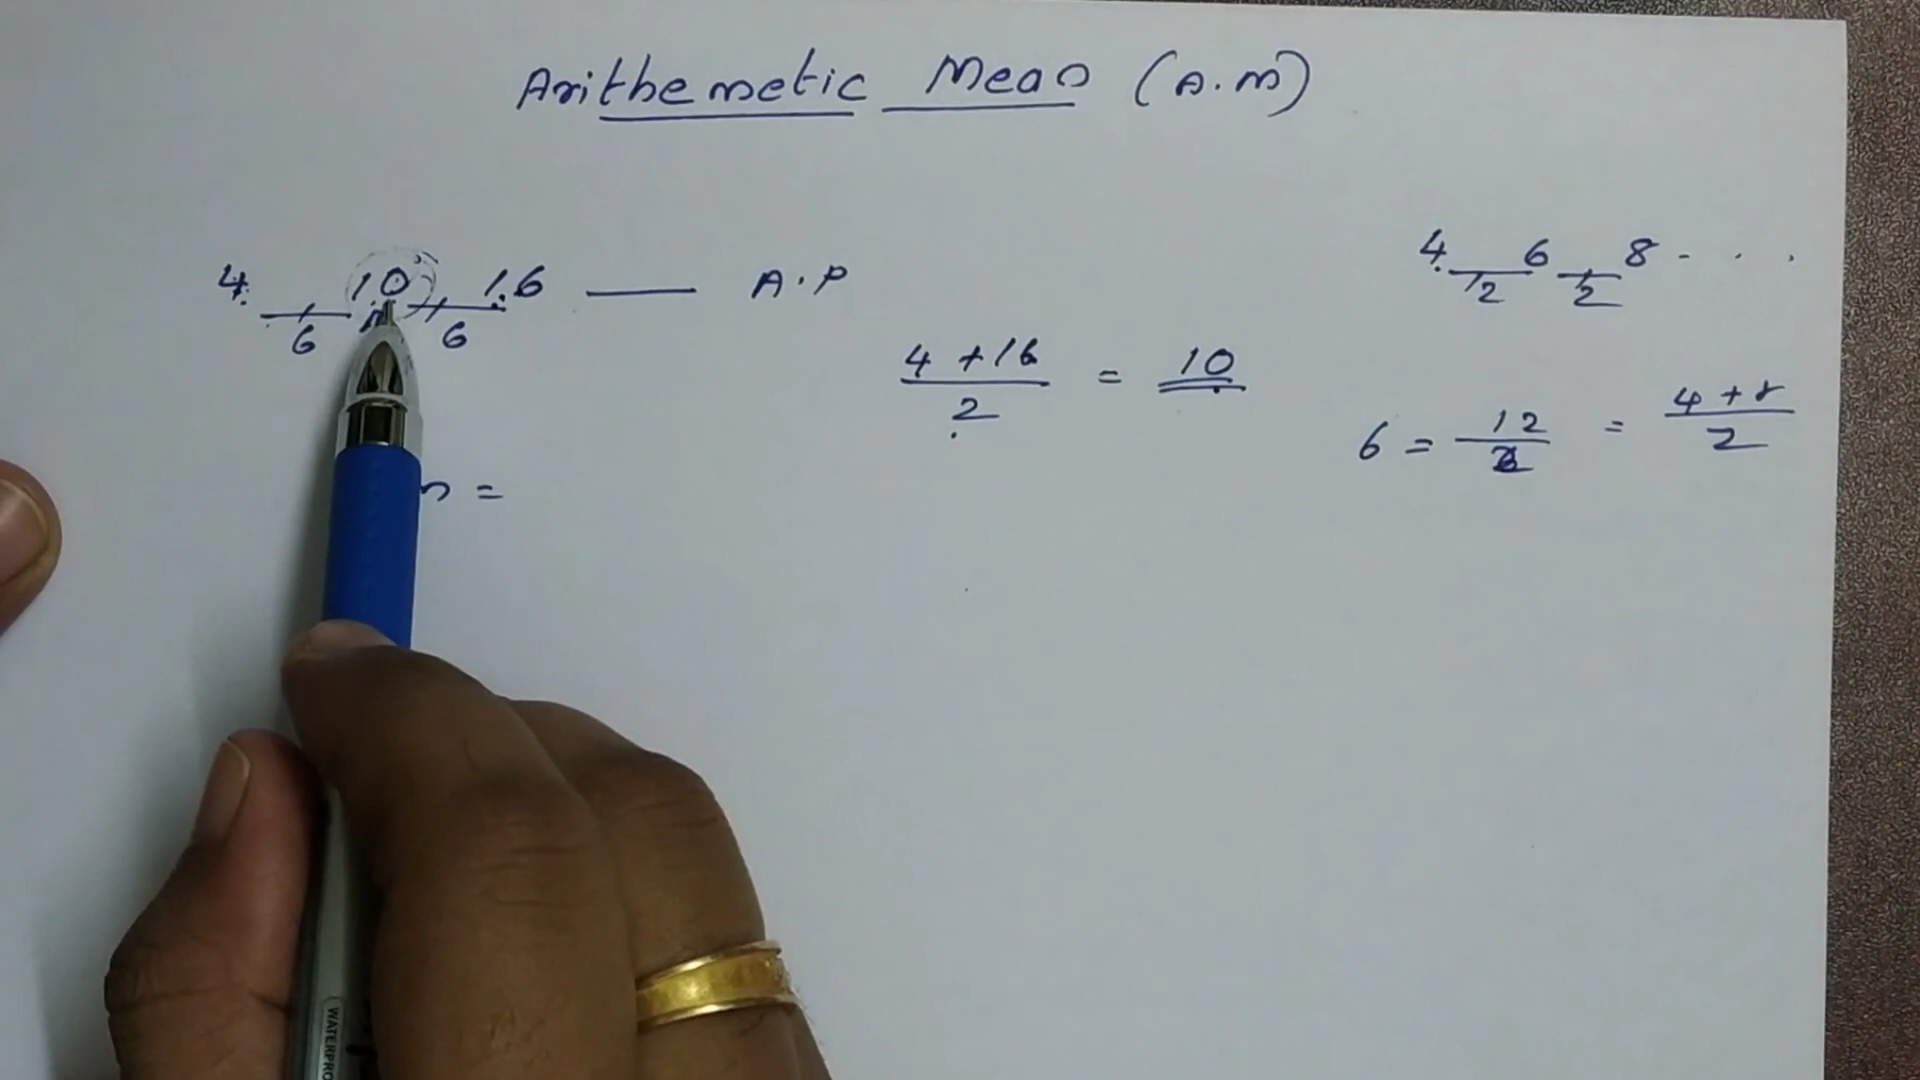 Arithemetic Mean (A.M)
4, 10, 16 — A.P
6 6
4, 6 8 . . .
2 2
4 + 16 / 2 = 10
6 = 12 / 2 = 4 + 8 / 2
m =
WATERPRO